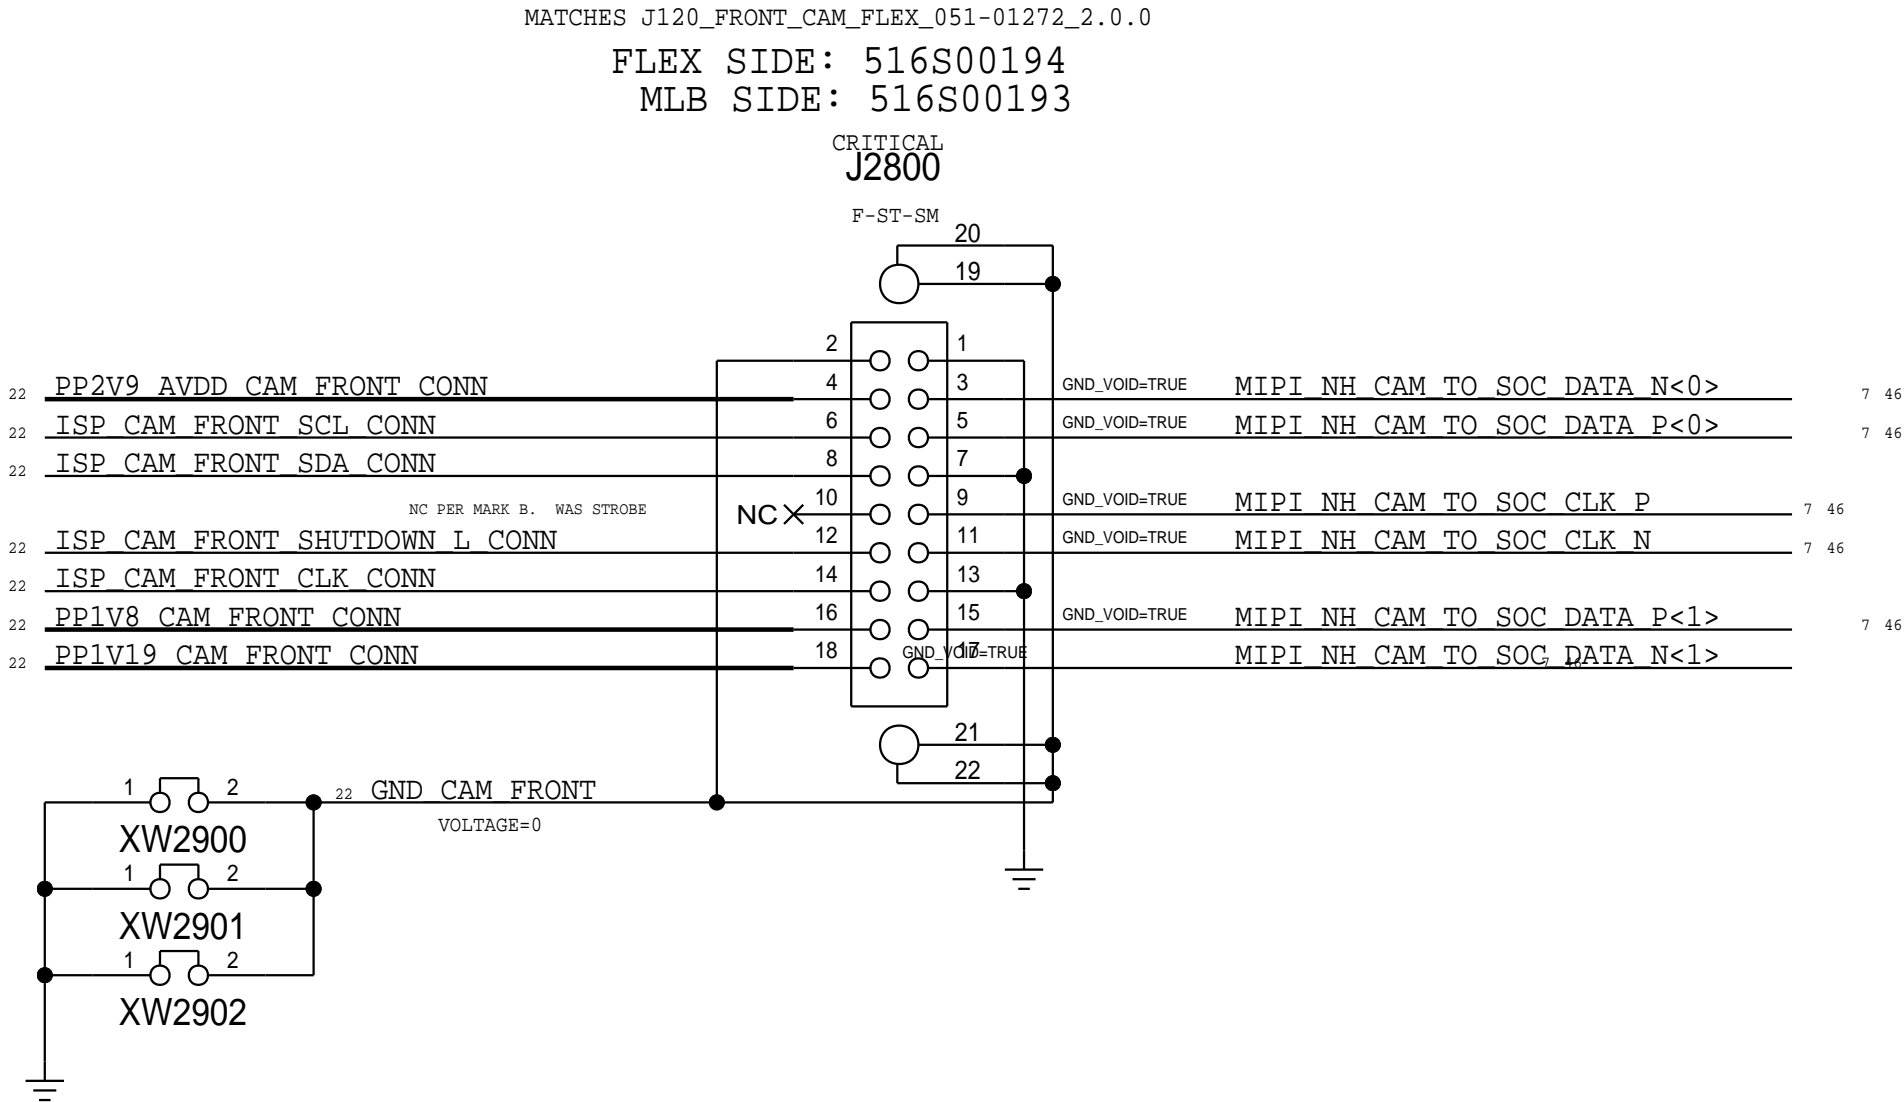 MATCHES J120_FRONT_CAM_FLEX_051-01272_2.0.0
FLEX SIDE: 516S00194
MLB SIDE: 516S00193
CRITICAL
J2800
F-ST-SM
20
19
2 1
22 PP2V9_AVDD_CAM_FRONT_CONN 4 3 GND_VOID=TRUE MIPI_NH_CAM_TO_SOC_DATA_N<0> 7 46
22 ISP_CAM_FRONT_SCL_CONN 6 5 GND_VOID=TRUE MIPI_NH_CAM_TO_SOC_DATA_P<0> 7 46
22 ISP_CAM_FRONT_SDA_CONN 8 7
NC PER MARK B. WAS STROBE NC 10 9 GND_VOID=TRUE MIPI_NH_CAM_TO_SOC_CLK_P 7 46
22 ISP_CAM_FRONT_SHUTDOWN_L_CONN 12 11 GND_VOID=TRUE MIPI_NH_CAM_TO_SOC_CLK_N 7 46
22 ISP_CAM_FRONT_CLK_CONN 14 13
22 PP1V8_CAM_FRONT_CONN 16 15 GND_VOID=TRUE MIPI_NH_CAM_TO_SOC_DATA_P<1> 7 46
22 PP1V19_CAM_FRONT_CONN 18 17 GND_VOID=TRUE MIPI_NH_CAM_TO_SOC_DATA_N<1> 7 46
21
22
1 2 22 GND_CAM_FRONT
VOLTAGE=0
XW2900
1 2
XW2901
1 2
XW2902